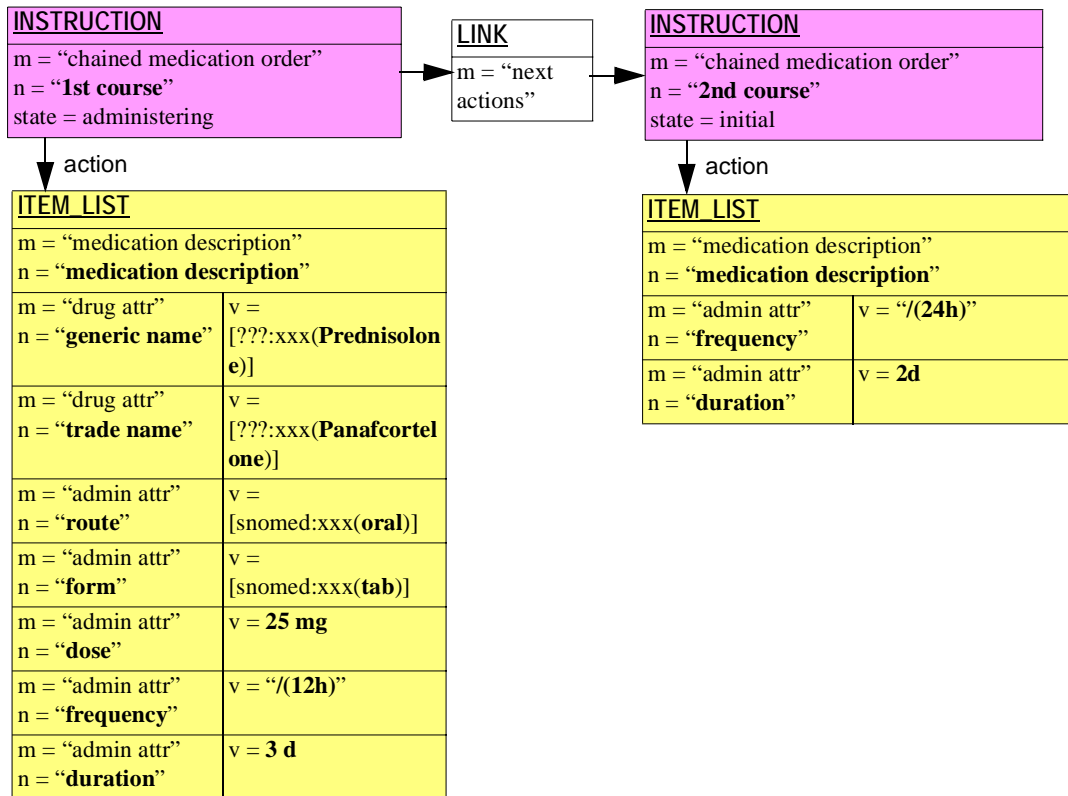 INSTRUCTION
m = “chained medication order”
n = “1st course”
state = administering
LINK
m = “next
actions”
INSTRUCTION
m = “chained medication order”
n = “2nd course”
state = initial
action
action
ITEM_LIST
m = “medication description”
n = “medication description”
m = “drug attr”
n = “generic name”
v =
[???:xxx(Prednisolon
e)]
m = “drug attr”
n = “trade name”
v =
[???:xxx(Panafcortel
one)]
m = “admin attr”
n = “route”
v =
[snomed:xxx(oral)]
m = “admin attr”
n = “form”
v =
[snomed:xxx(tab)]
m = “admin attr”
n = “dose”
v = 25 mg
m = “admin attr”
n = “frequency”
v = “/(12h)”
m = “admin attr”
n = “duration”
v = 3 d
ITEM_LIST
m = “medication description”
n = “medication description”
m = “admin attr”
n = “frequency”
v = “/(24h)”
m = “admin attr”
n = “duration”
v = 2d